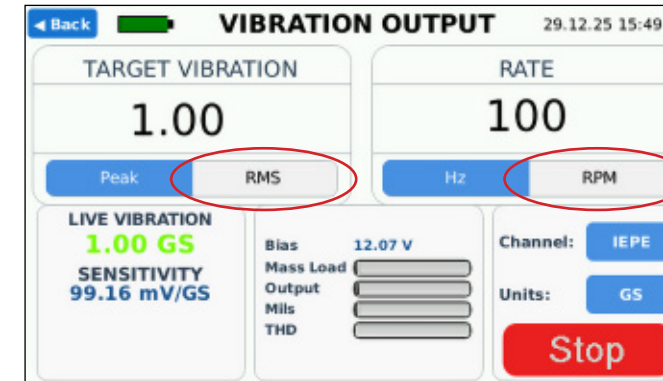 ◄ Back VIBRATION OUTPUT 29.12.25 15:49
TARGET VIBRATION
1.00
Peak RMS
RATE
100
Hz RPM
LIVE VIBRATION
1.00 GS
SENSITIVITY
99.16 mV/GS
Bias 12.07 V
Mass Load
Output
Mils
THD
Channel: IEPE
Units: GS
Stop